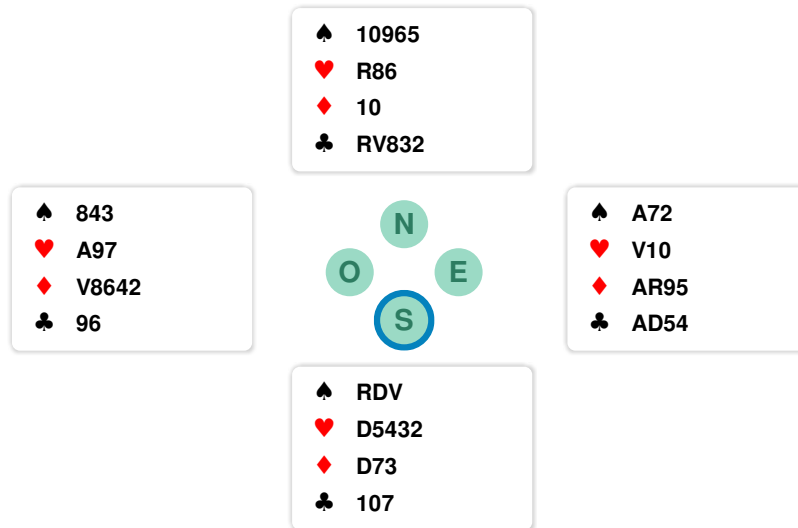 ♠ 10965
♥ R86
♦ 10
♣ RV832
♠ 843
♥ A97
♦ V8642
♣ 96
N
O E
S
♠ A72
♥ V10
♦ AR95
♣ AD54
♠ RDV
♥ D5432
♦ D73
♣ 107